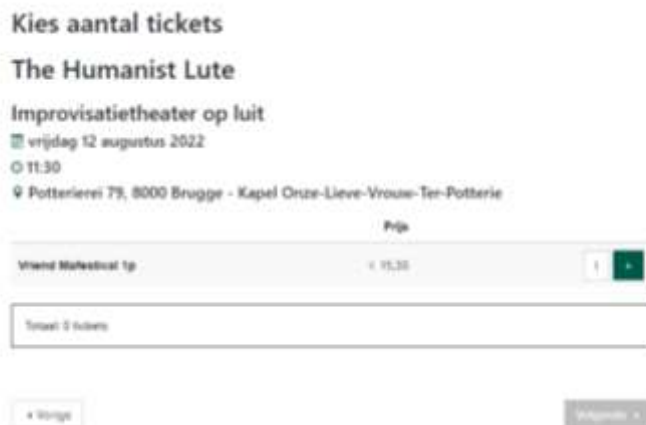 Kies aantal tickets
The Humanist Lute
Improvisatietheater op luit
vrijdag 12 augustus 2022
11:30
Potterierei 79, 8000 Brugge - Kapel Onze-Lieve-Vrouw-Ter-Potterie
Prijs
Vriend Mafestival 1p
1 +
Totaal: 0 tickets
« Vorige Volgende »